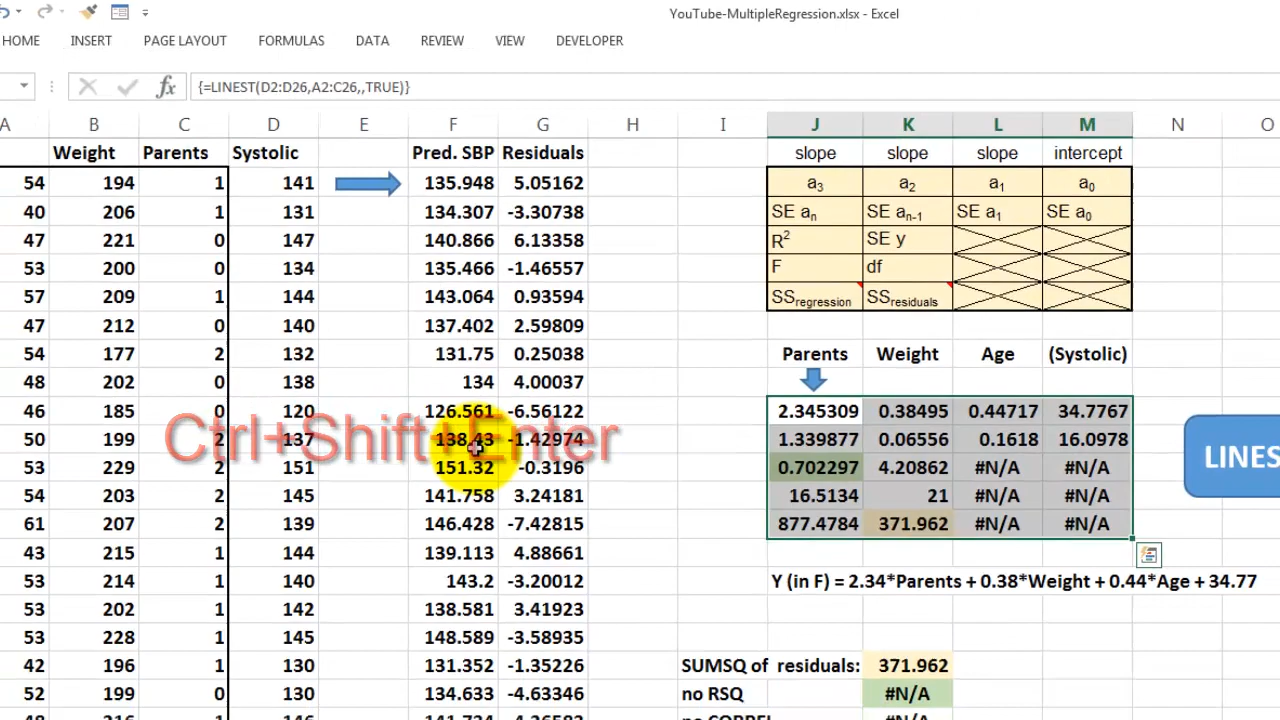 YouTube-MultipleRegression.xlsx - Excel
HOME INSERT PAGE LAYOUT FORMULAS DATA REVIEW VIEW DEVELOPER
fx {=LINEST(D2:D26,A2:C26,,TRUE)}
A B C D E F G H I J K L M N O
Weight Parents Systolic Pred. SBP Residuals slope slope slope intercept
54 194 1 141 135.948 5.05162 a3 a2 a1 a0
40 206 1 131 134.307 -3.30738 SE an SE an-1 SE a1 SE a0
47 221 0 147 140.866 6.13358 R2 SE y
53 200 0 134 135.466 -1.46557 F df
57 209 1 144 143.064 0.93594 SSregression SSresiduals
47 212 0 140 137.402 2.59809
54 177 2 132 131.75 0.25038 Parents Weight Age (Systolic)
48 202 0 138 134 4.00037
46 185 0 120 126.561 -6.56122 2.345309 0.38495 0.44717 34.7767
Ctrl+Shift+Enter
50 199 2 137 138.43 -1.42974 1.339877 0.06556 0.1618 16.0978
53 229 2 151 151.32 -0.3196 0.702297 4.20862 #N/A #N/A
LINES
54 203 2 145 141.758 3.24181 16.5134 21 #N/A #N/A
61 207 2 139 146.428 -7.42815 877.4784 371.962 #N/A #N/A
43 215 1 144 139.113 4.88661
53 214 1 140 143.2 -3.20012 Y (in F) = 2.34*Parents + 0.38*Weight + 0.44*Age + 34.77
53 202 1 142 138.581 3.41923
53 228 1 145 148.589 -3.58935
42 196 1 130 131.352 -1.35226 SUMSQ of residuals: 371.962
52 199 0 130 134.633 -4.63346 no RSQ #N/A